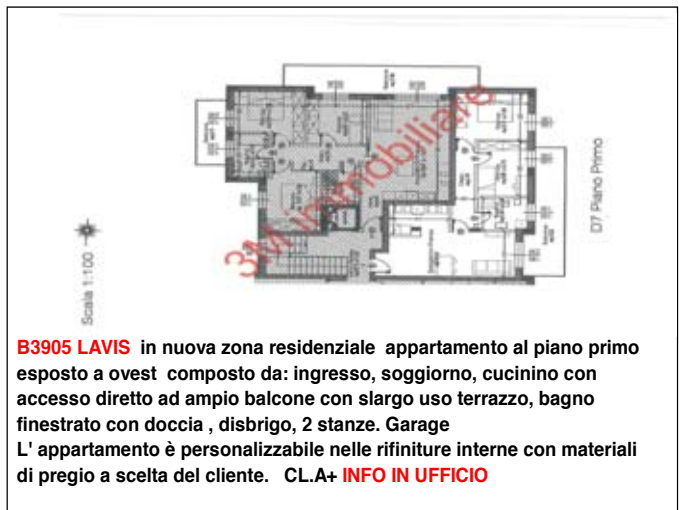 3M immobiliare
D7 Piano Primo
Scala 1:100
B3905 LAVIS in nuova zona residenziale appartamento al piano primo
esposto a ovest composto da: ingresso, soggiorno, cucinino con
accesso diretto ad ampio balcone con slargo uso terrazzo, bagno
finestrato con doccia , disbrigo, 2 stanze. Garage
L' appartamento è personalizzabile nelle rifiniture interne con materiali
di pregio a scelta del cliente. CL.A+ INFO IN UFFICIO